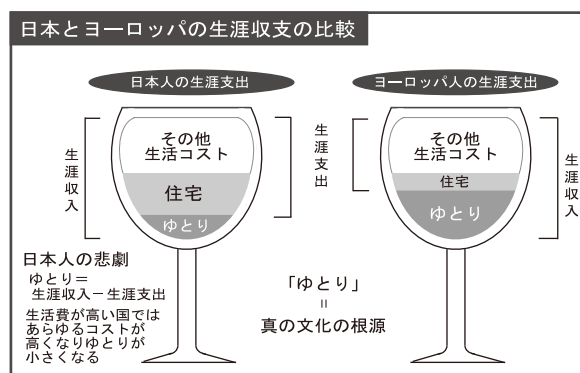 日本とヨーロッパの生涯収支の比較
日本人の生涯支出
ヨーロッパ人の生涯支出
生涯収入
その他
生活コスト
住宅
ゆとり
生涯支出
その他
生活コスト
住宅
ゆとり
生涯収入
日本人の悲劇
ゆとり＝
生涯収入－生涯支出
生活費が高い国では
あらゆるコストが
高くなりゆとりが
小さくなる
「ゆとり」
＝
真の文化の根源